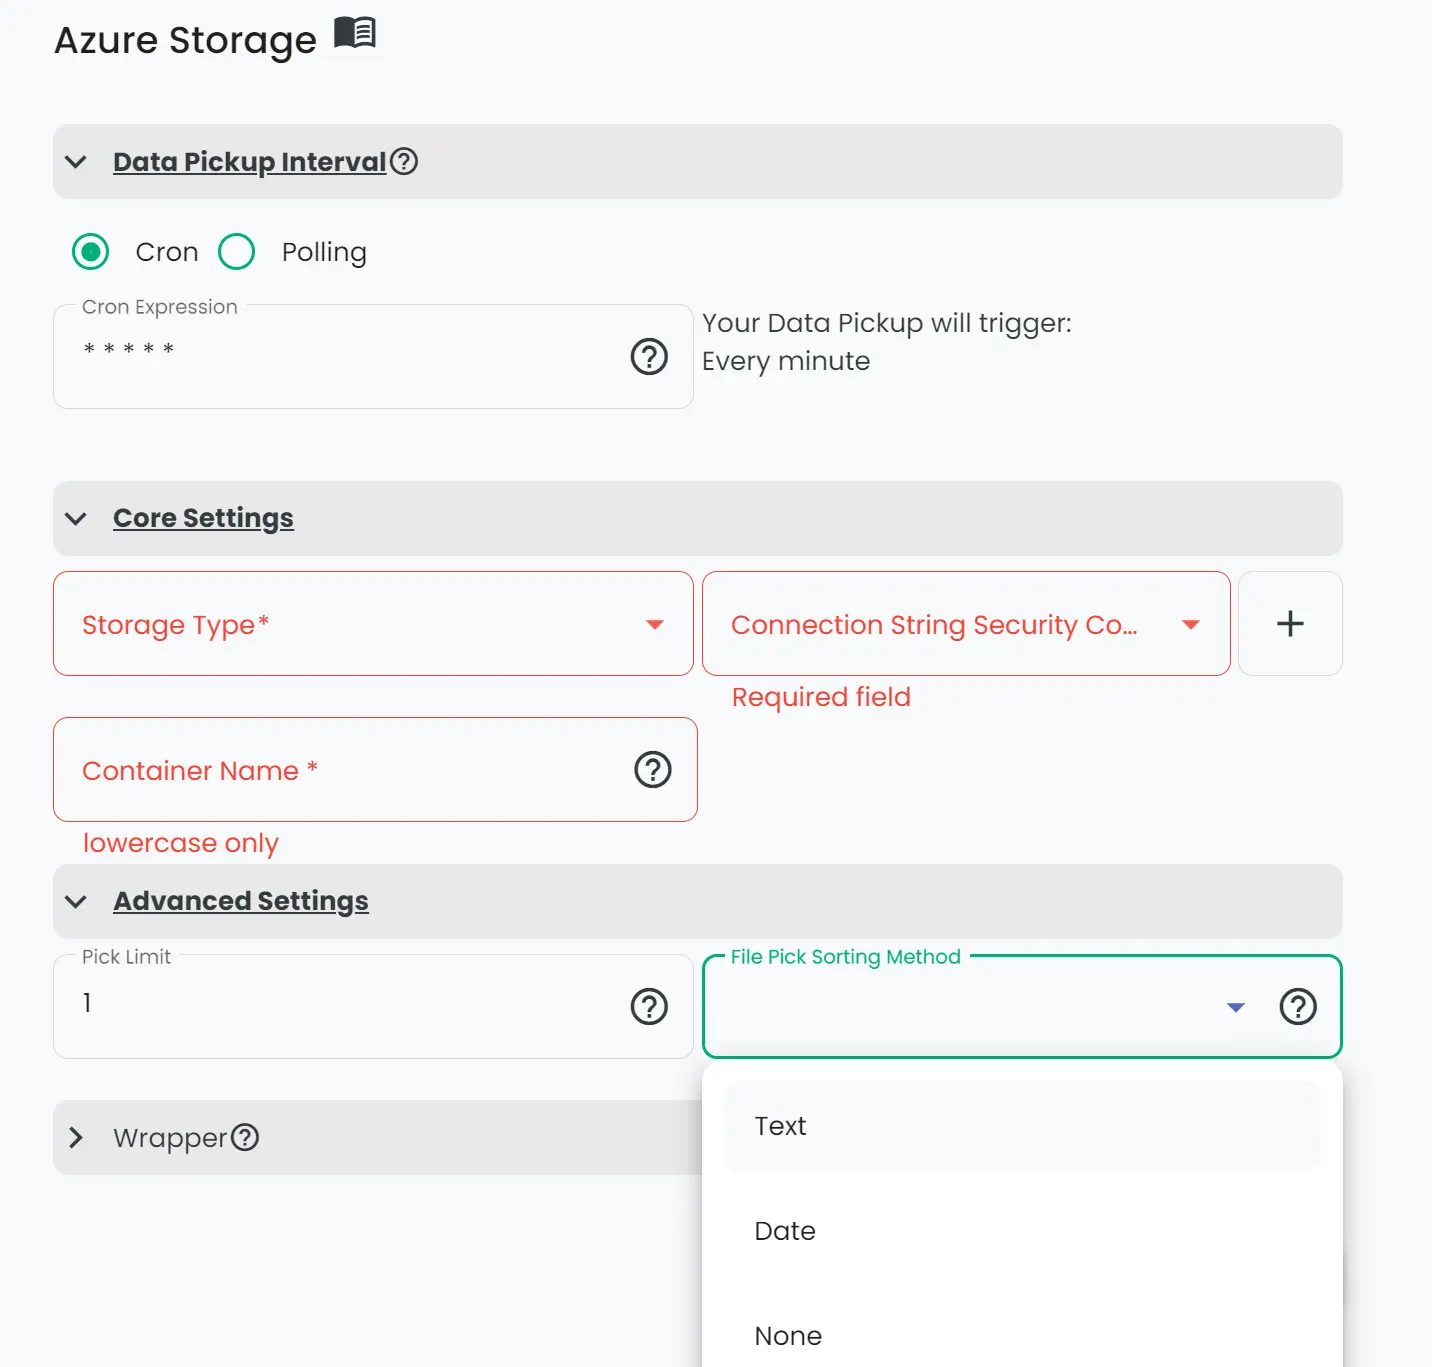 Azure Storage
Data Pickup Interval
Cron
Polling
Cron Expression
* * * * *
Your Data Pickup will trigger:
Every minute
Core Settings
Storage Type*
Connection String Security Co...
Required field
Container Name *
lowercase only
Advanced Settings
Pick Limit
1
File Pick Sorting Method
Wrapper
Text
Date
None